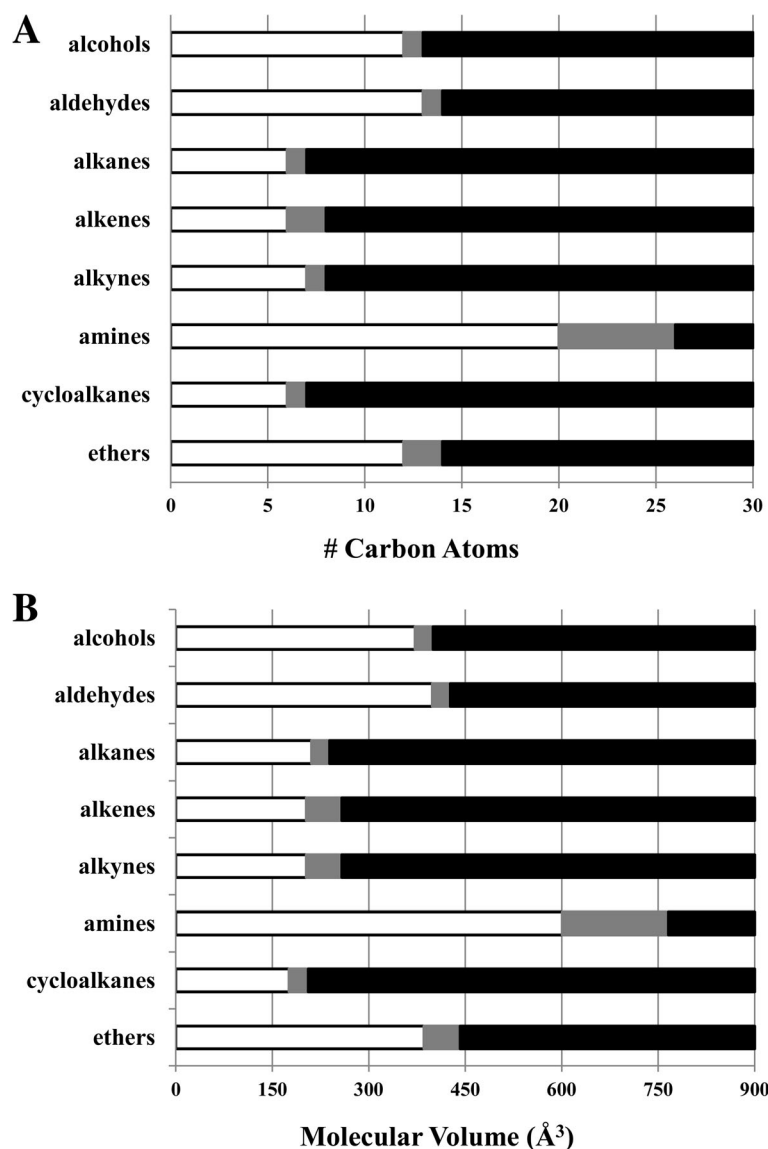 A
alcohols
aldehydes
alkanes
alkenes
alkynes
amines
cycloalkanes
ethers
0 5 10 15 20 25 30
# Carbon Atoms
B
alcohols
aldehydes
alkanes
alkenes
alkynes
amines
cycloalkanes
ethers
0 150 300 450 600 750 900
Molecular Volume (Å³)